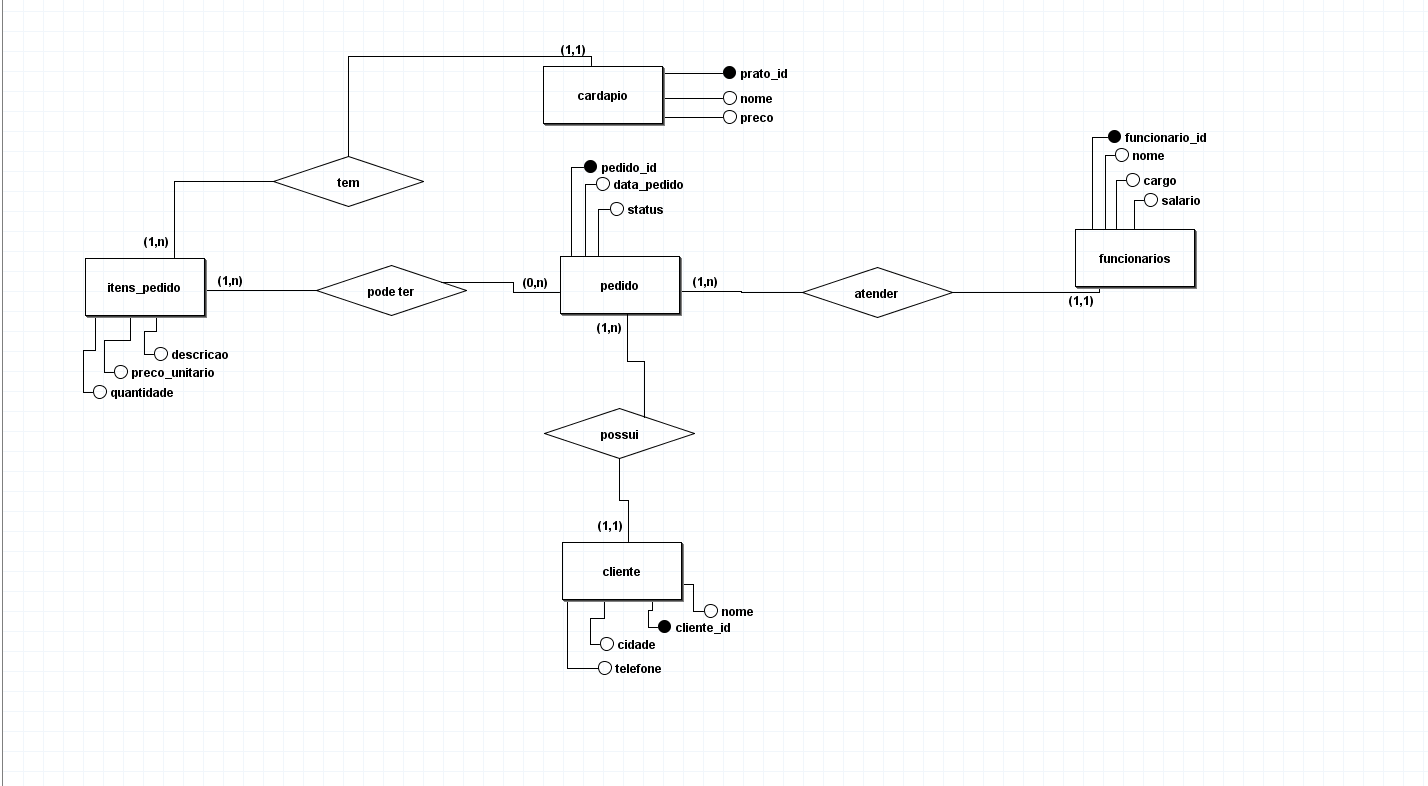 (1,1)
cardapio
prato_id
nome
preco
tem
(1,n)
pedido_id
data_pedido
status
funcionario_id
nome
cargo
salario
itens_pedido
(1,n)
pode ter
(0,n)
pedido
(1,n)
atender
(1,1)
funcionarios
descricao
preco_unitario
quantidade
(1,n)
possui
(1,1)
cliente
nome
cliente_id
cidade
telefone